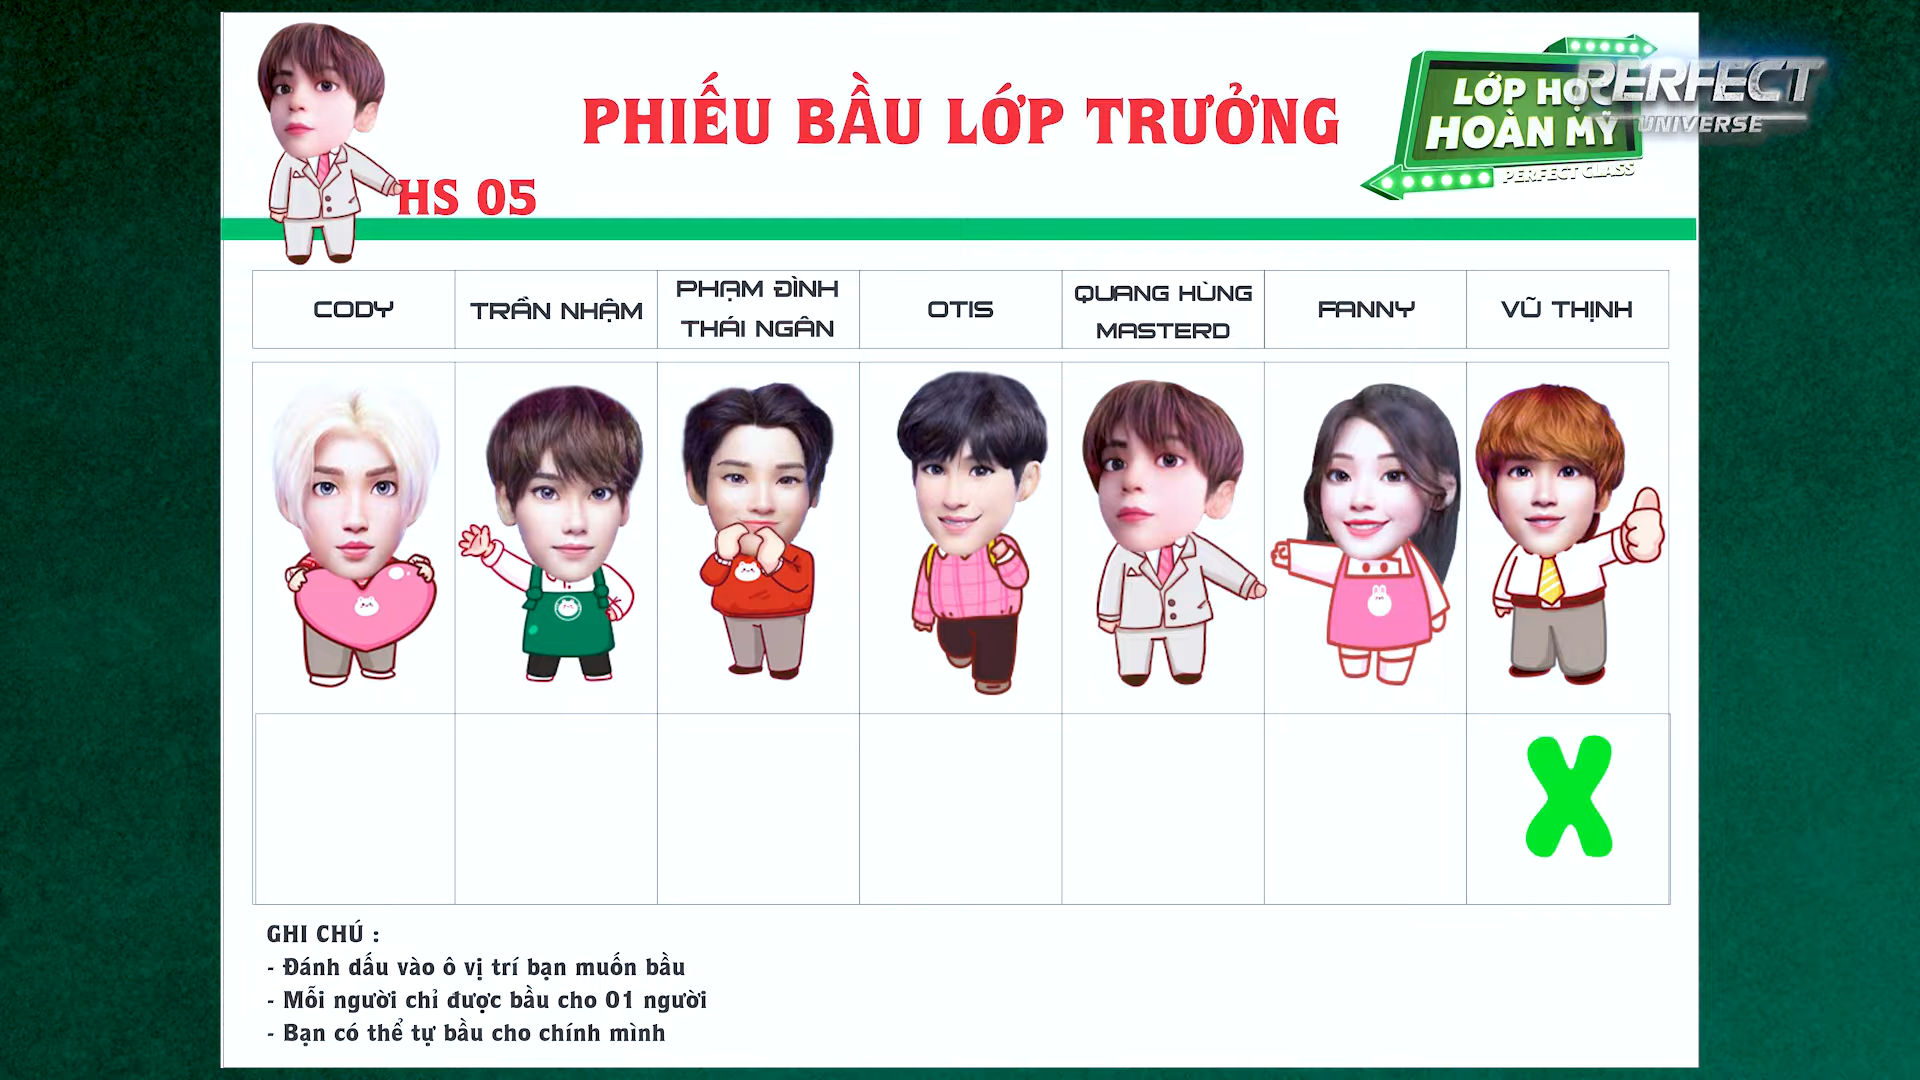 PHIẾU BẦU LỚP TRƯỞNG
LỚP HỌC
HOÀN MỸ
PERFECT CLASS
PERFECT
UNIVERSE
HS 05
CODY
TRẦN NHẬM
PHẠM ĐÌNH
THÁI NGÂN
OTIS
QUANG HÙNG
MASTERD
FANNY
VŨ THỊNH
X
GHI CHÚ :
- Đánh dấu vào ô vị trí bạn muốn bầu
- Mỗi người chỉ được bầu cho 01 người
- Bạn có thể tự bầu cho chính mình